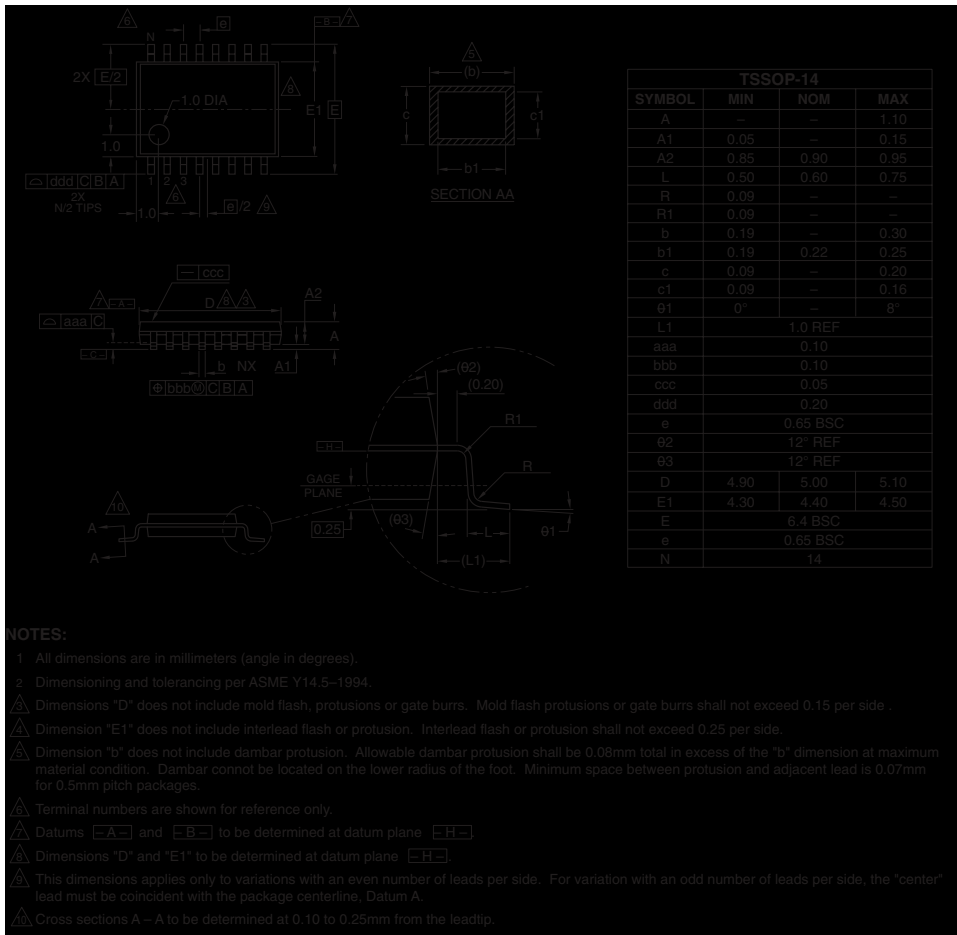 6
N
e
–B–
7
2X E/2
1.0 DIA
8
E1
E
1.0
ddd C B A
2X
N/2 TIPS
1 2 3
6
1.0
e /2
9
5
(b)
c
c1
b1
SECTION AA
— ccc
7
–A–
D
8
3
A2
aaa C
A
–C–
b NX
A1
bbb M C B A
(θ2)
(0.20)
R1
–H–
R
GAGE
PLANE
0.25
(θ3)
L
θ1
(L1)
10
A
A
TSSOP-14
SYMBOL MIN NOM MAX
A – – 1.10
A1 0.05 – 0.15
A2 0.85 0.90 0.95
L 0.50 0.60 0.75
R 0.09 – –
R1 0.09 – –
b 0.19 – 0.30
b1 0.19 0.22 0.25
c 0.09 – 0.20
c1 0.09 – 0.16
θ1 0° – 8°
L1 1.0 REF
aaa 0.10
bbb 0.10
ccc 0.05
ddd 0.20
e 0.65 BSC
θ2 12° REF
θ3 12° REF
D 4.90 5.00 5.10
E1 4.30 4.40 4.50
E 6.4 BSC
e 0.65 BSC
N 14
NOTES:
1 All dimensions are in millimeters (angle in degrees).
2 Dimensioning and tolerancing per ASME Y14.5–1994.
3 Dimensions "D" does not include mold flash, protusions or gate burrs. Mold flash protusions or gate burrs shall not exceed 0.15 per side .
4 Dimension "E1" does not include interlead flash or protusion. Interlead flash or protusion shall not exceed 0.25 per side.
5 Dimension "b" does not include dambar protusion. Allowable dambar protusion shall be 0.08mm total in excess of the "b" dimension at maximum
material condition. Dambar connot be located on the lower radius of the foot. Minimum space between protusion and adjacent lead is 0.07mm
for 0.5mm pitch packages.
6 Terminal numbers are shown for reference only.
7 Datums –A– and –B– to be determined at datum plane –H– .
8 Dimensions "D" and "E1" to be determined at datum plane –H– .
9 This dimensions applies only to variations with an even number of leads per side. For variation with an odd number of leads per side, the "center"
lead must be coincident with the package centerline, Datum A.
10 Cross sections A – A to be determined at 0.10 to 0.25mm from the leadtip.